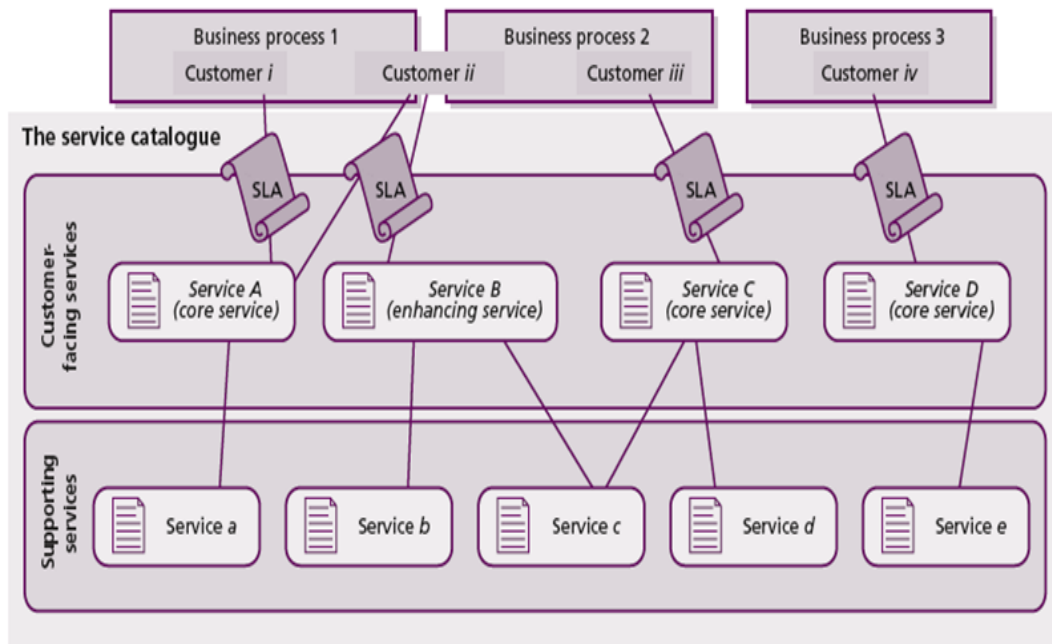 Business process 1
Business process 2
Business process 3
Customer i
Customer ii
Customer iii
Customer iv
The service catalogue
SLA
SLA
SLA
SLA
Customer-
facing services
Service A
(core service)
Service B
(enhancing service)
Service C
(core service)
Service D
(core service)
Supporting
services
Service a
Service b
Service c
Service d
Service e